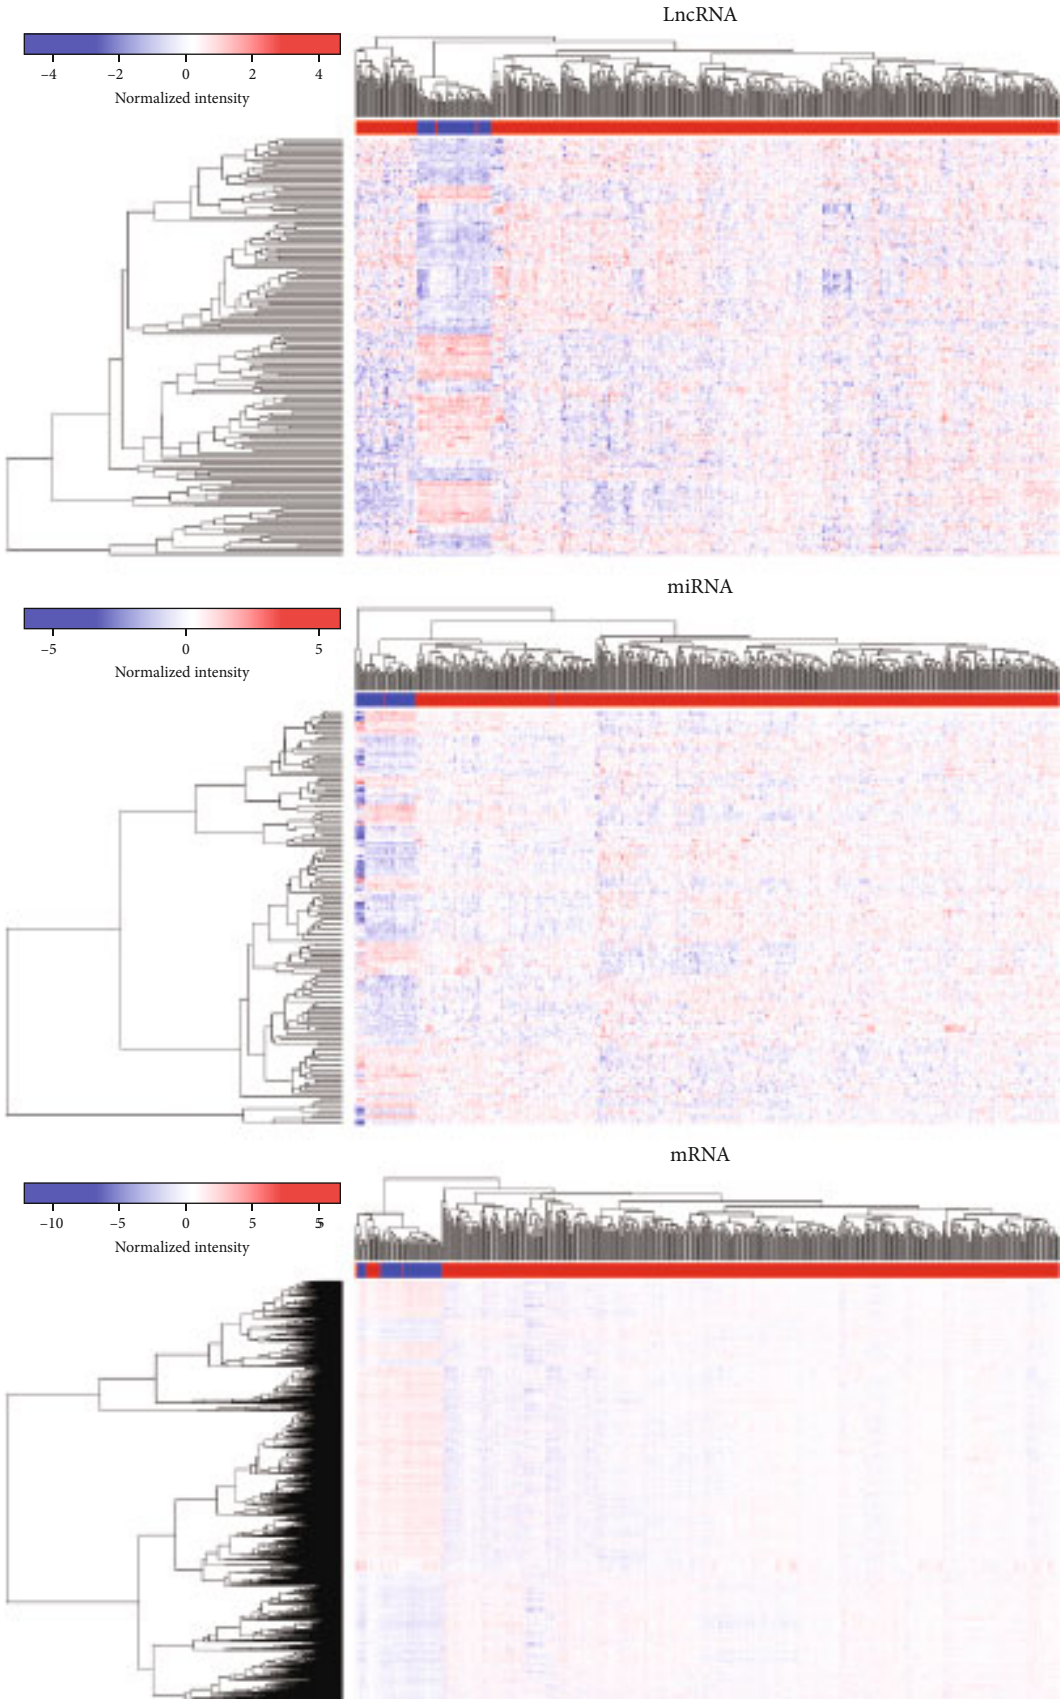 LncRNA
–4 –2 0 2 4
Normalized intensity
miRNA
–5 0 5
Normalized intensity
mRNA
–10 –5 0 5
Normalized intensity